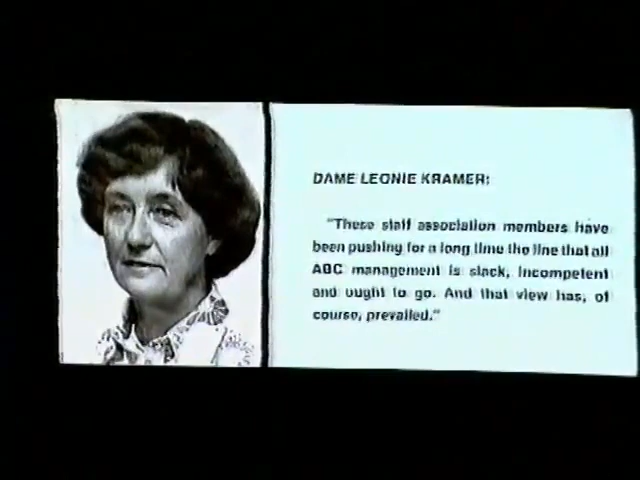 DAME LEONIE KRAMER:
"These staff association members have
been pushing for a long time the line that all
ABC management is slack, incompetent
and ought to go. And that view has, of
course, prevailed."